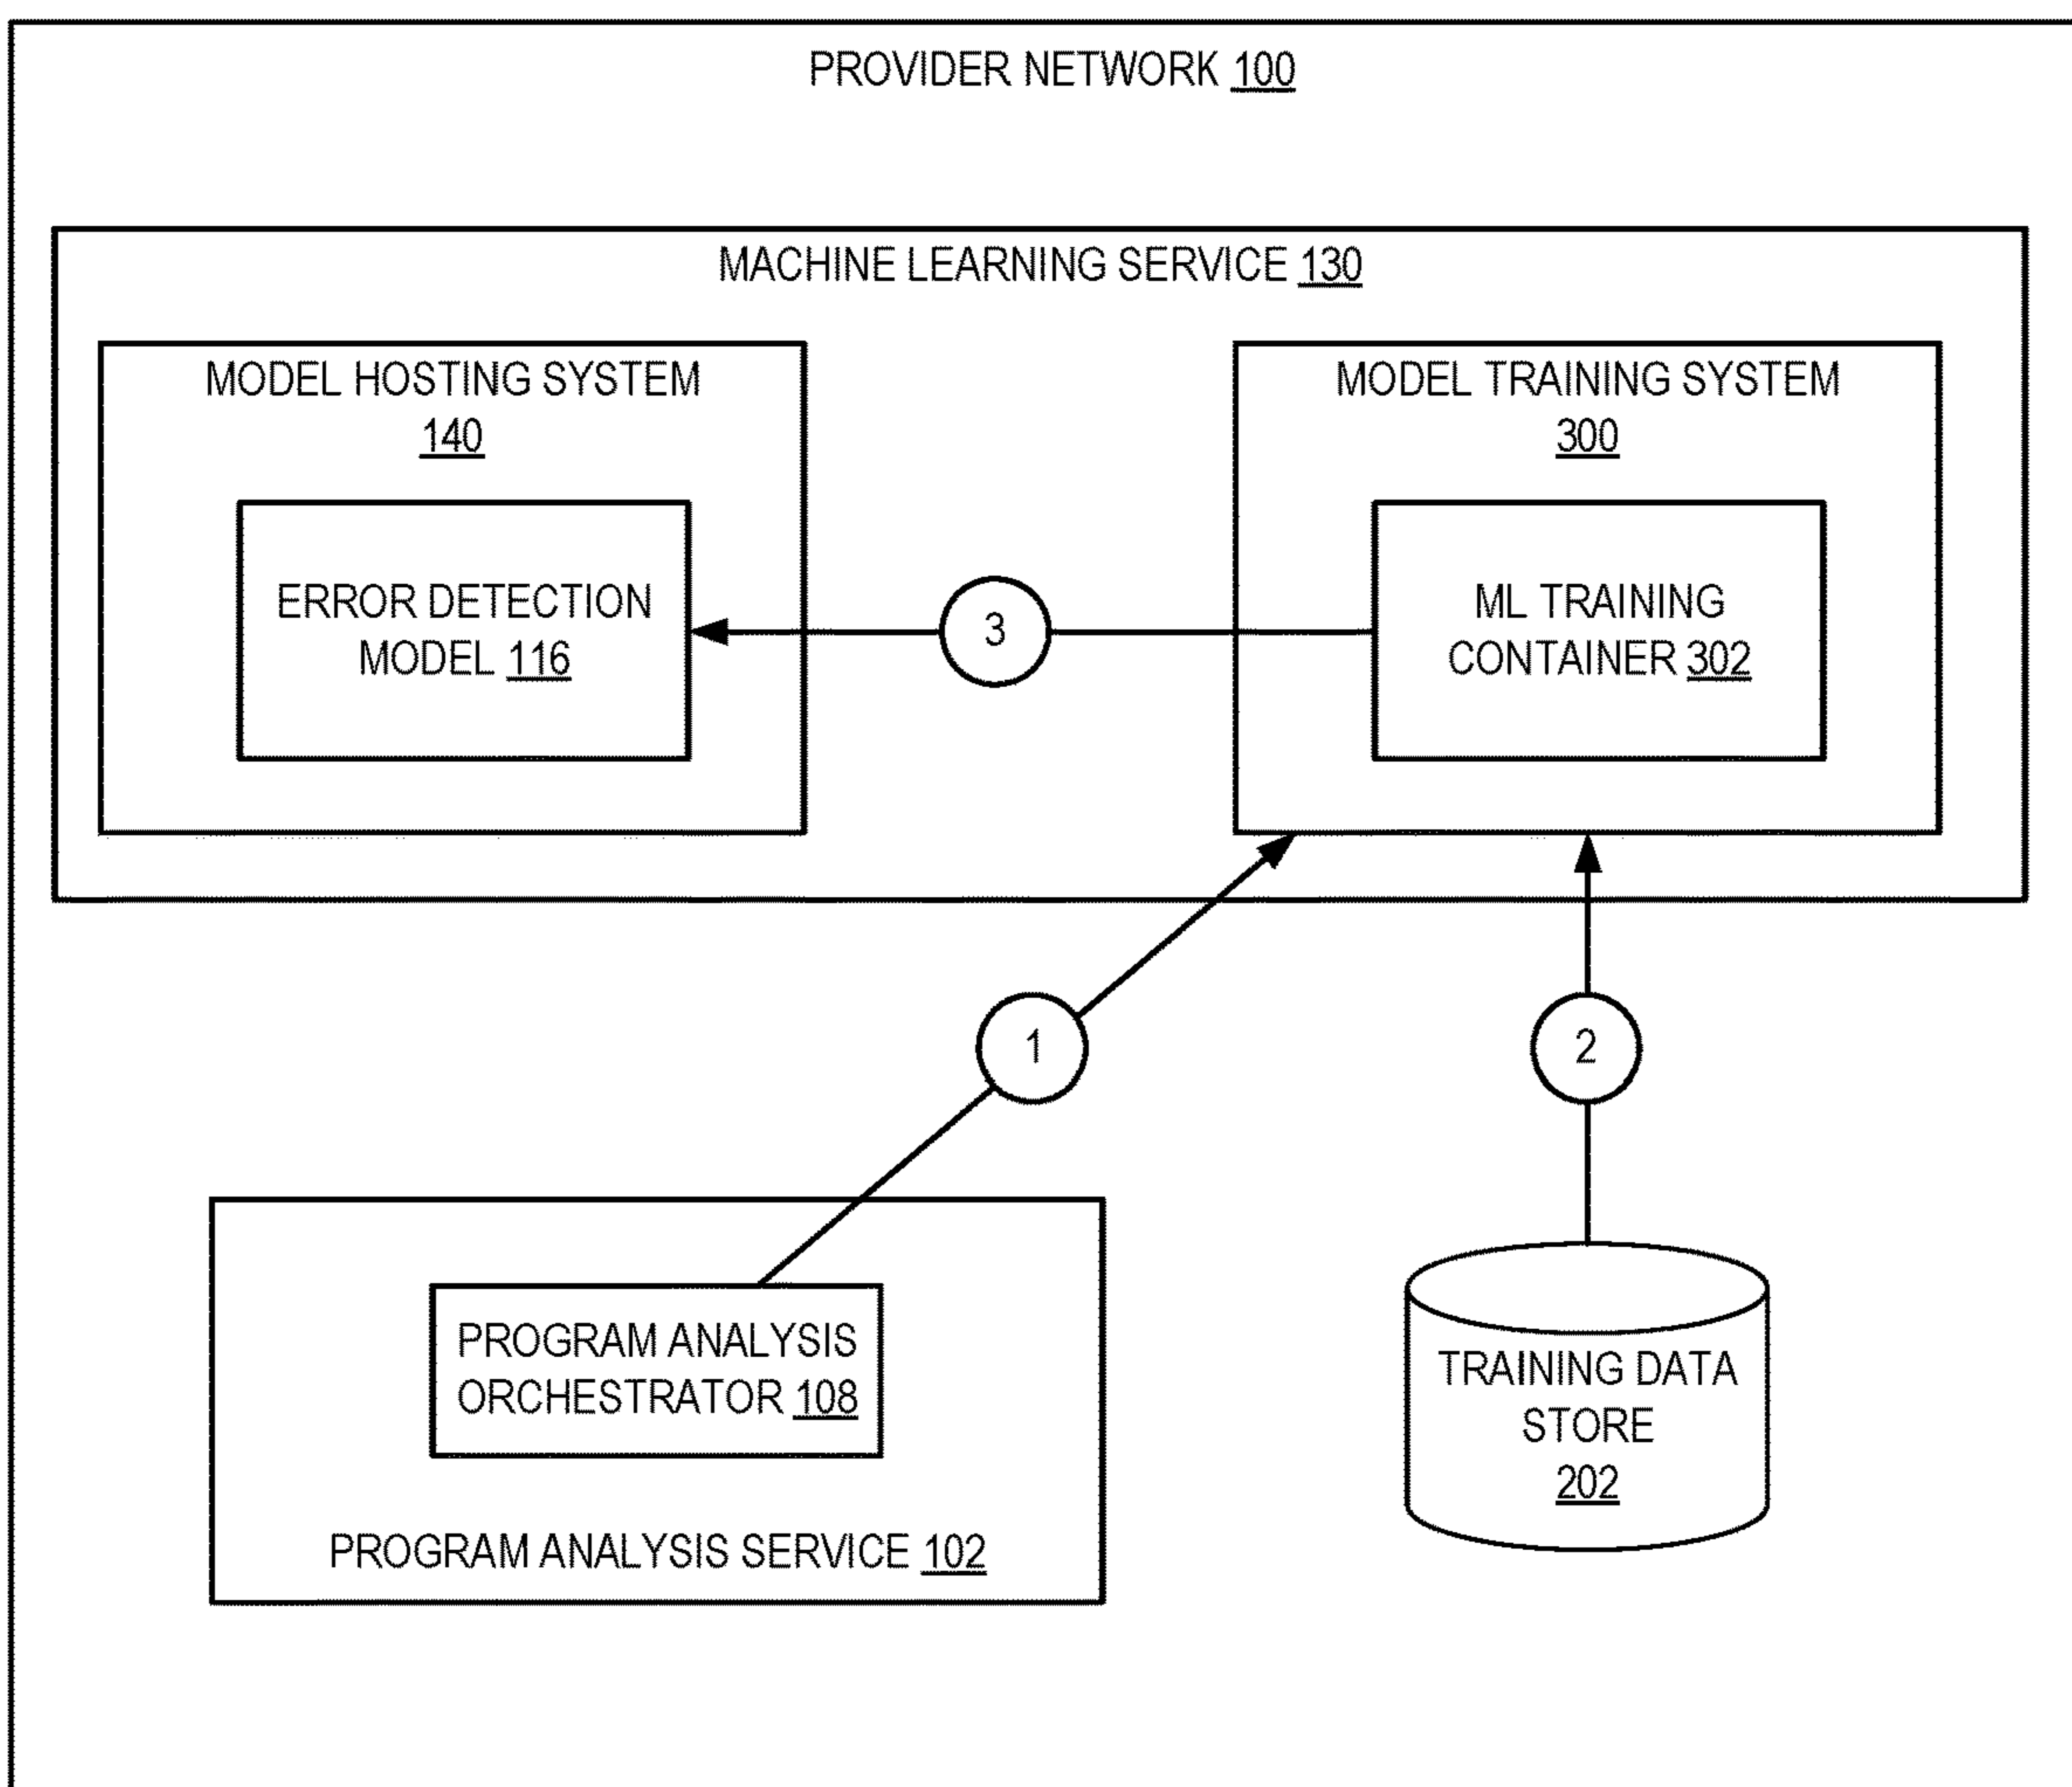 PROVIDER NETWORK 100
MACHINE LEARNING SERVICE 130
MODEL HOSTING SYSTEM
140
ERROR DETECTION
MODEL 116
3
MODEL TRAINING SYSTEM
300
ML TRAINING
CONTAINER 302
1
2
PROGRAM ANALYSIS
ORCHESTRATOR 108
PROGRAM ANALYSIS SERVICE 102
TRAINING DATA
STORE
202